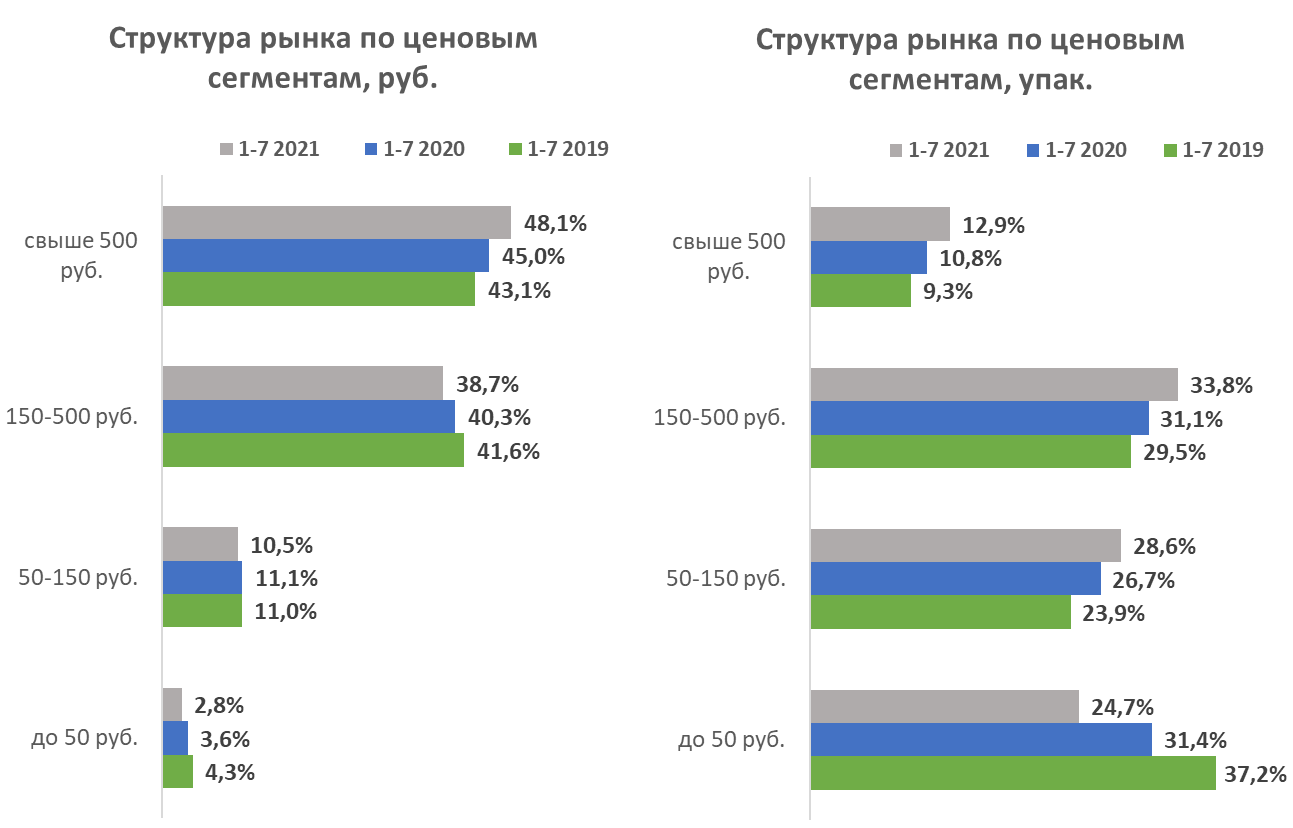 Структура рынка по ценовым
сегментам, руб.
1-7 2021
1-7 2020
1-7 2019
свыше 500
руб.
48,1%
45,0%
43,1%
150-500 руб.
38,7%
40,3%
41,6%
50-150 руб.
10,5%
11,1%
11,0%
до 50 руб.
2,8%
3,6%
4,3%
Структура рынка по ценовым
сегментам, упак.
1-7 2021
1-7 2020
1-7 2019
свыше 500
руб.
12,9%
10,8%
9,3%
150-500 руб.
33,8%
31,1%
29,5%
50-150 руб.
28,6%
26,7%
23,9%
до 50 руб.
24,7%
31,4%
37,2%